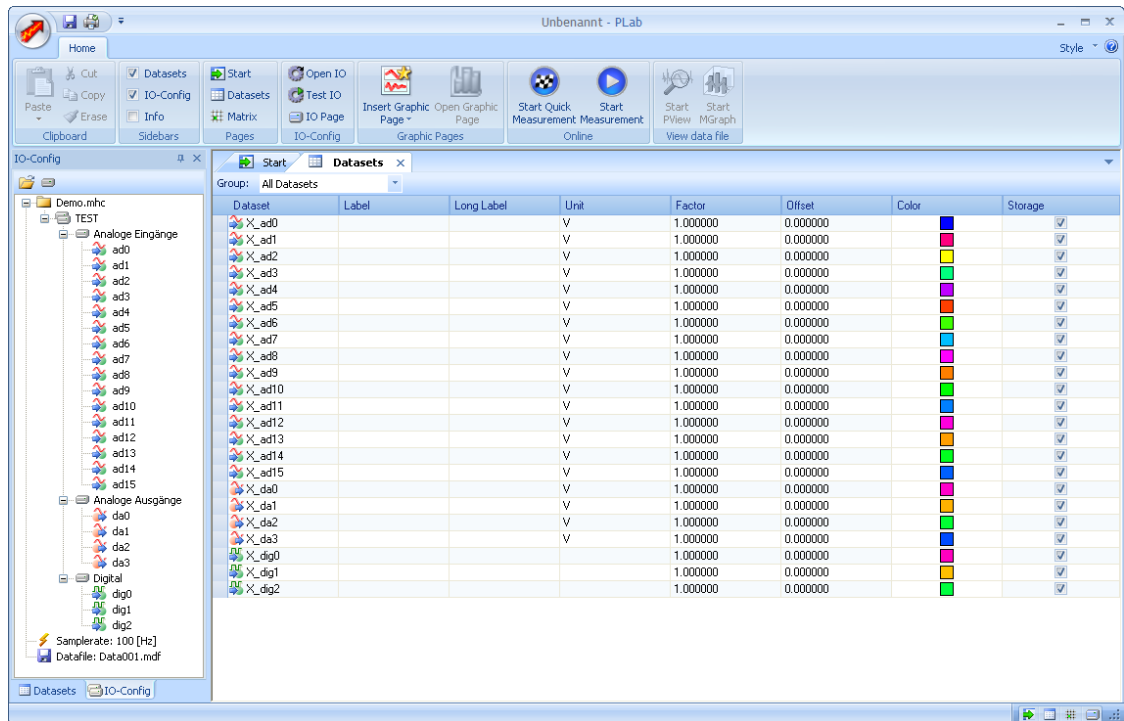 Unbenannt - PLab
Home
Style
Paste
Cut
Copy
Erase
Clipboard
Datasets
IO-Config
Info
Sidebars
Start
Datasets
Matrix
Pages
Open IO
Test IO
IO Page
IO-Config
Insert Graphic Page
Open Graphic Page
Graphic Pages
Start Quick Measurement
Start Measurement
Online
Start PView
Start MGraph
View data file
IO-Config
Demo.mhc
TEST
Analoge Eingänge
ad0
ad1
ad2
ad3
ad4
ad5
ad6
ad7
ad8
ad9
ad10
ad11
ad12
ad13
ad14
ad15
Analoge Ausgänge
da0
da1
da2
da3
Digital
dig0
dig1
dig2
Samplerate: 100 [Hz]
Datafile: Data001.mdf
Datasets IO-Config
Start Datasets
Group: All Datasets
Dataset Label Long Label Unit Factor Offset Color Storage
X_ad0 V 1.000000 0.000000
X_ad1 V 1.000000 0.000000
X_ad2 V 1.000000 0.000000
X_ad3 V 1.000000 0.000000
X_ad4 V 1.000000 0.000000
X_ad5 V 1.000000 0.000000
X_ad6 V 1.000000 0.000000
X_ad7 V 1.000000 0.000000
X_ad8 V 1.000000 0.000000
X_ad9 V 1.000000 0.000000
X_ad10 V 1.000000 0.000000
X_ad11 V 1.000000 0.000000
X_ad12 V 1.000000 0.000000
X_ad13 V 1.000000 0.000000
X_ad14 V 1.000000 0.000000
X_ad15 V 1.000000 0.000000
X_da0 V 1.000000 0.000000
X_da1 V 1.000000 0.000000
X_da2 V 1.000000 0.000000
X_da3 V 1.000000 0.000000
X_dig0 1.000000 0.000000
X_dig1 1.000000 0.000000
X_dig2 1.000000 0.000000